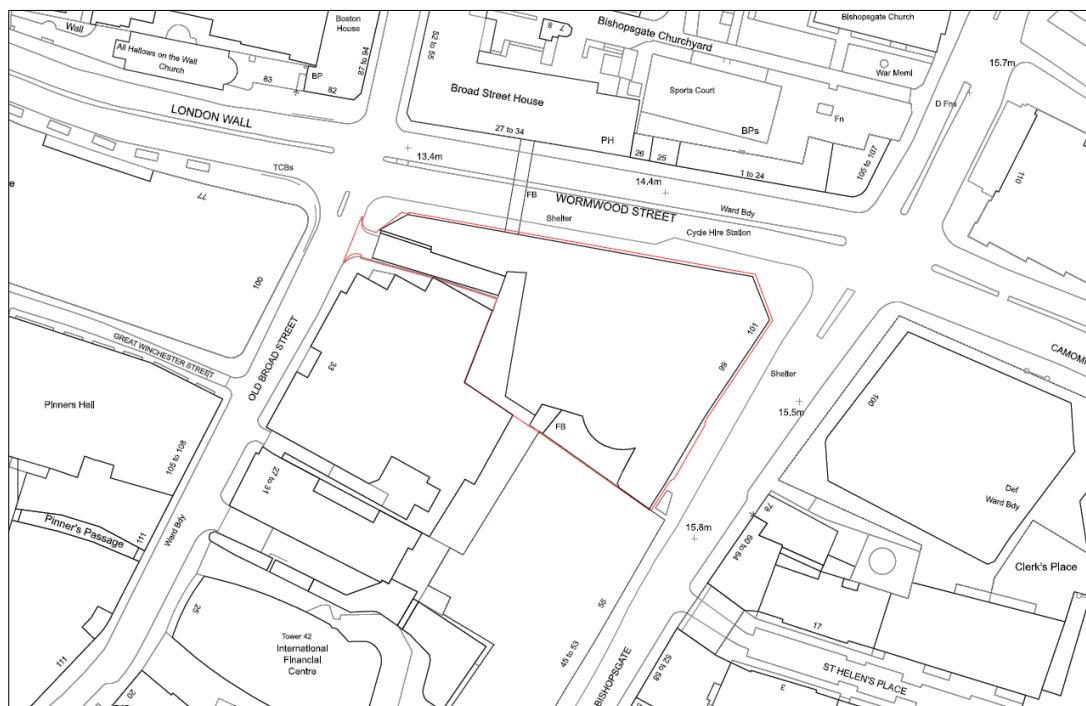 Wall
All Hallows on the Wall
Church
Boston
House
87 to 94
83
BP
82
LONDON WALL
52 to 55
8
7
Bishopsgate Churchyard
Broad Street House
27 to 34
PH
26
25
Sports Court
BPs
1 to 24
Fn
105 to 107
Bishopsgate Church
War Meml
15.7m
D Fns
110
TCBs
77
13.4m
14.4m
FB
WORMWOOD STREET
Ward Bdy
Shelter
Cycle Hire Station
100
OLD BROAD STREET
GREAT WINCHESTER STREET
33
101
99
Shelter
15.5m
CAMOMI
100
Def
Ward Bdy
Pinners Hall
105 to 108
Pinner's Passage
111
Ward Bdy
27 to 31
FB
15.8m
78
60 to 64
Clerk's Place
25
Tower 42
International
Financial
Centre
55
45 to 53
BISHOPSGATE
52 to 58
17
ST HELEN'S PLACE
3
111
20